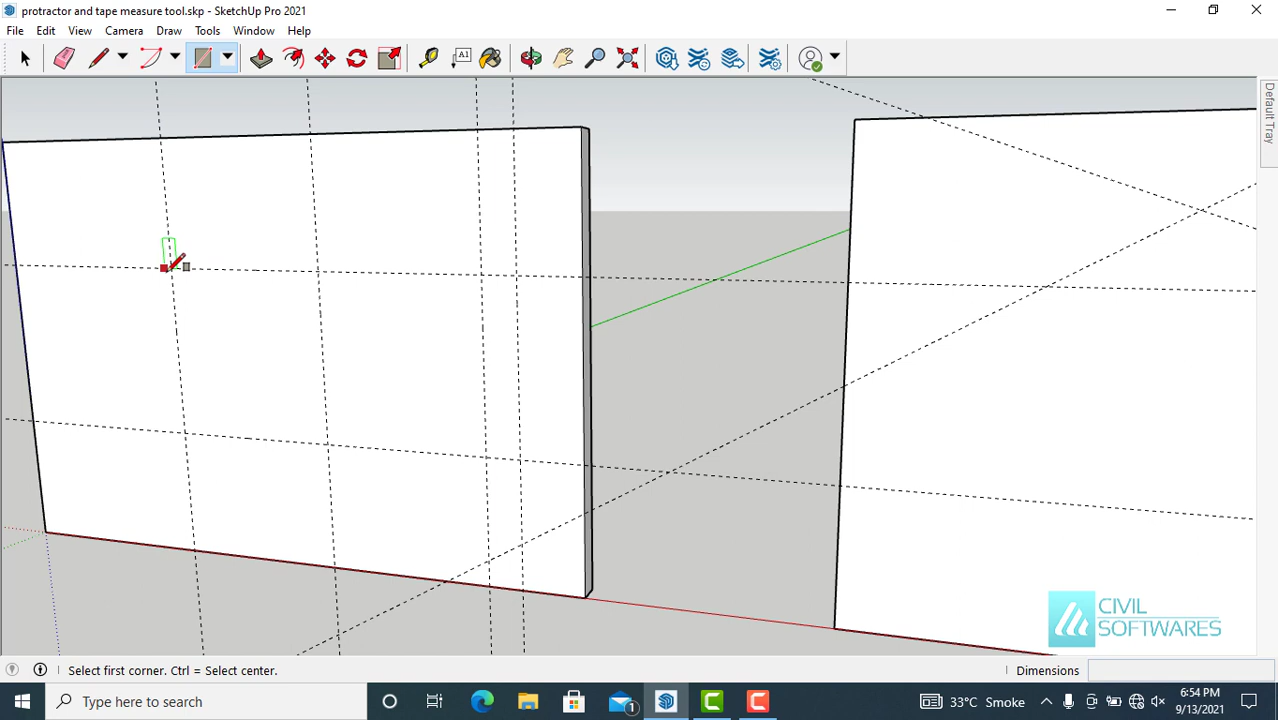 protractor and tape measure tool.skp - SketchUp Pro 2021
File Edit View Camera Draw Tools Window Help
A1
Default Tray
CIVIL
SOFTWARES
Select first corner. Ctrl = Select center.
Dimensions
Type here to search
1
33°C Smoke
6:54 PM
9/13/2021